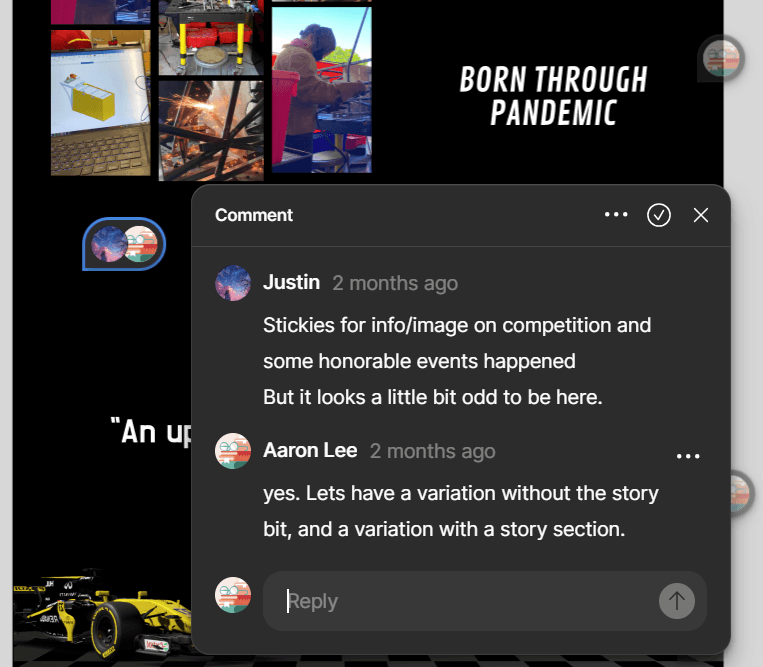 BORN THROUGH
PANDEMIC
Comment
Justin 2 months ago
Stickies for info/image on competition and
some honorable events happened
But it looks a little bit odd to be here.
"An up
Aaron Lee 2 months ago
yes. Lets have a variation without the story
bit, and a variation with a story section.
Reply